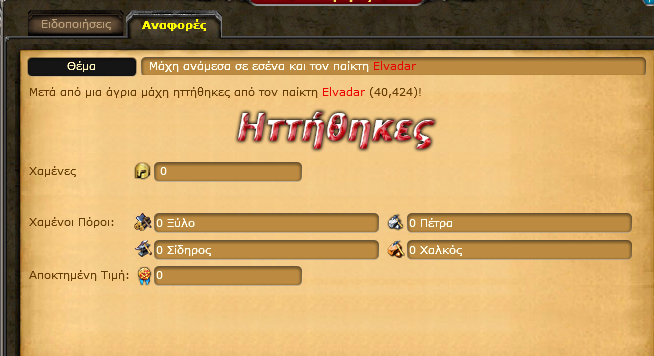 Ειδοποιήσεις Αναφορές
Θέμα Μάχη ανάμεσα σε εσένα και τον παίκτη Elvadar
Μετά από μια άγρια μάχη ηττήθηκες από τον παίκτη Elvadar (40,424)!
Ηττήθηκες
Χαμένες 0
Χαμένοι Πόροι: 0 Ξύλο 0 Πέτρα
0 Σίδηρος 0 Χαλκός
Αποκτημένη Τιμή: 0